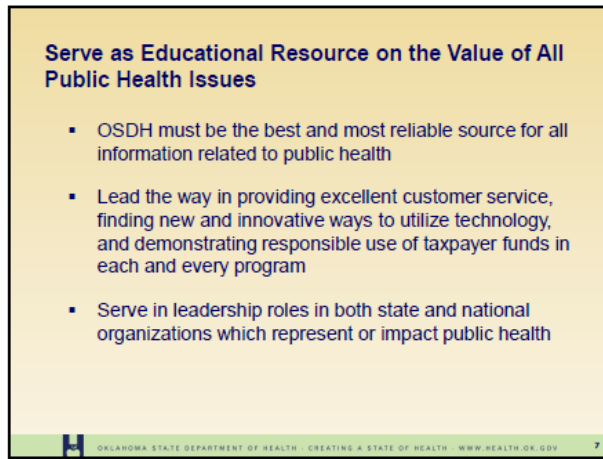 Serve as Educational Resource on the Value of All
Public Health Issues
▪ OSDH must be the best and most reliable source for all
information related to public health
▪ Lead the way in providing excellent customer service,
finding new and innovative ways to utilize technology,
and demonstrating responsible use of taxpayer funds in
each and every program
▪ Serve in leadership roles in both state and national
organizations which represent or impact public health
OKLAHOMA STATE DEPARTMENT OF HEALTH · CREATING A STATE OF HEALTH · WWW.HEALTH.OK.GOV 7